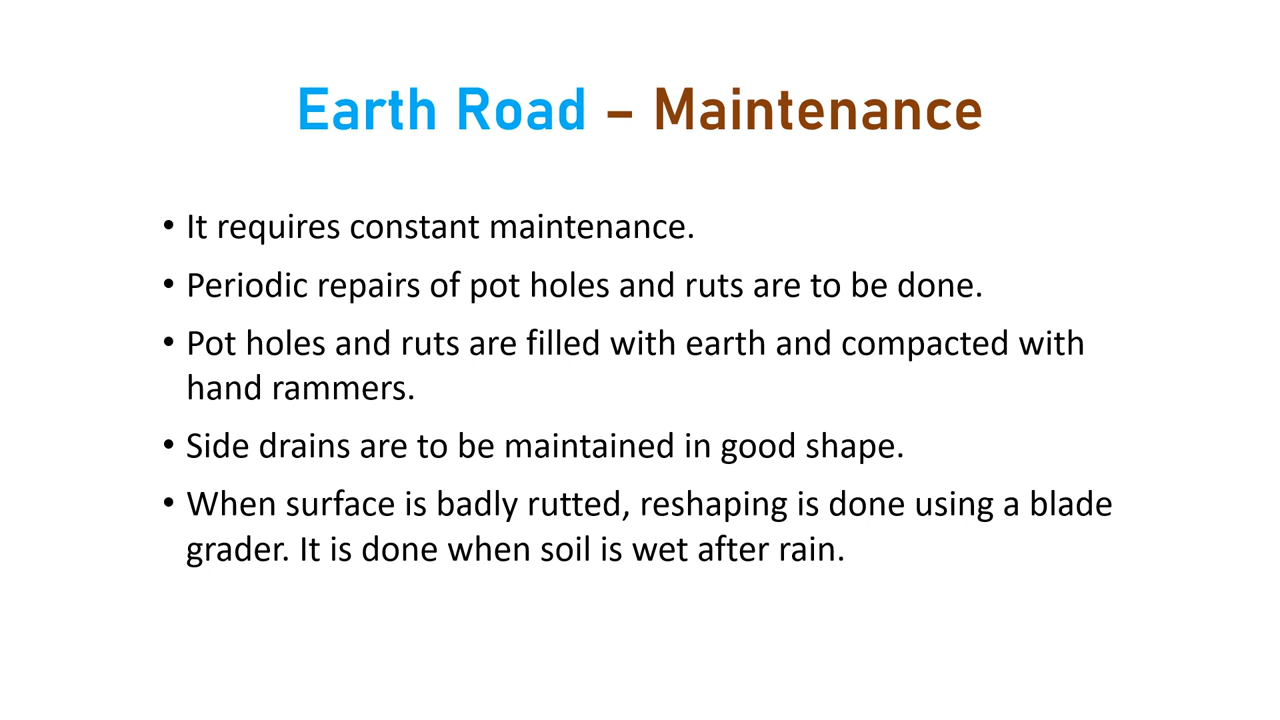 Earth Road – Maintenance
• It requires constant maintenance.
• Periodic repairs of pot holes and ruts are to be done.
• Pot holes and ruts are filled with earth and compacted with
hand rammers.
• Side drains are to be maintained in good shape.
• When surface is badly rutted, reshaping is done using a blade
grader. It is done when soil is wet after rain.